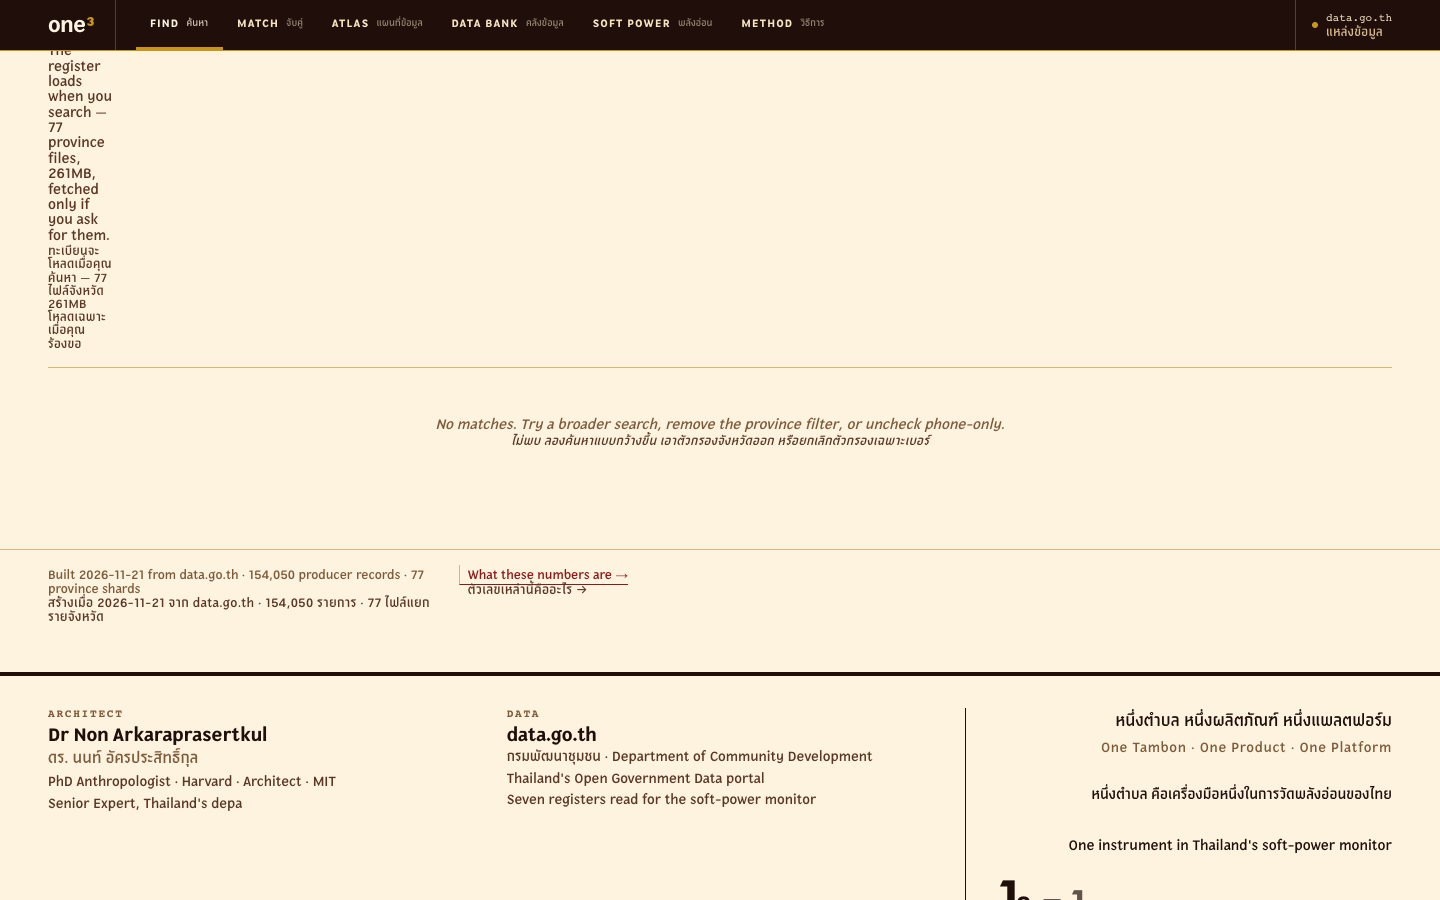 one³
FIND ค้นหา
MATCH จับคู่
ATLAS แผนที่ข้อมูล
DATA BANK คลังข้อมูล
SOFT POWER พลังอ่อน
METHOD วิธีการ
data.go.th
แหล่งข้อมูล
The
register
loads
when you
search —
77
province
files,
261MB,
fetched
only if
you ask
for them.
ทะเบียนจะ
โหลดเมื่อคุณ
ค้นหา — 77
ไฟล์จังหวัด
261MB
โหลดเฉพาะ
เมื่อคุณ
ร้องขอ
No matches. Try a broader search, remove the province filter, or uncheck phone-only.
ไม่พบ ลองค้นหาแบบกว้างขึ้น เอาตัวกรองจังหวัดออก หรือยกเลิกตัวกรองเฉพาะเบอร์
Built 2026-11-21 from data.go.th · 154,050 producer records · 77
province shards
สร้างเมื่อ 2026-11-21 จาก data.go.th · 154,050 รายการ · 77 ไฟล์แยก
รายจังหวัด
What these numbers are →
ตัวเลขเหล่านี้คืออะไร →
ARCHITECT
Dr Non Arkaraprasertkul
ดร. นนท์ อัครประสิทธิ์กุล
PhD Anthropologist · Harvard · Architect · MIT
Senior Expert, Thailand's depa
DATA
data.go.th
กรมพัฒนาชุมชน · Department of Community Development
Thailand's Open Government Data portal
Seven registers read for the soft-power monitor
หนึ่งตำบล หนึ่งผลิตภัณฑ์ หนึ่งแพลตฟอร์ม
One Tambon · One Product · One Platform
หนึ่งตำบล คือเครื่องมือหนึ่งในการวัดพลังอ่อนของไทย
One instrument in Thailand's soft-power monitor